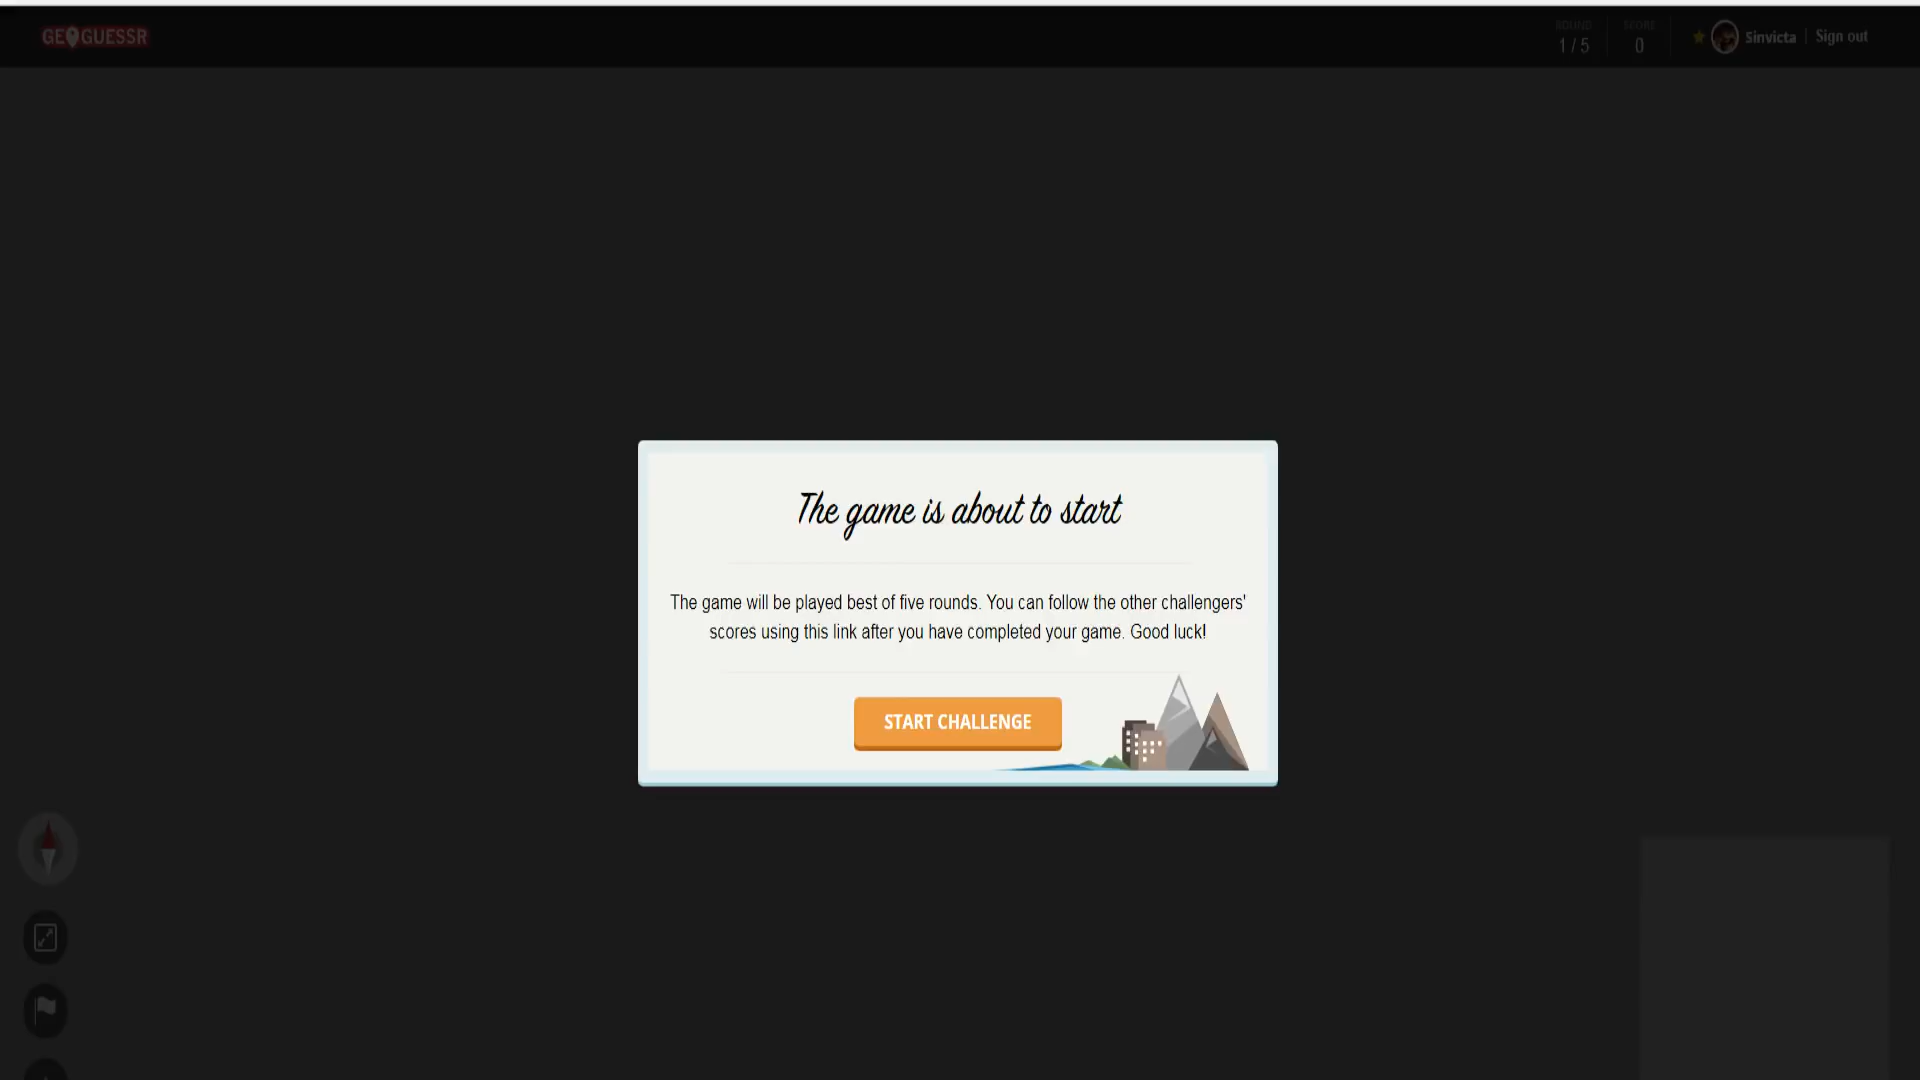 GEOGUESSR
ROUND
1 / 5
SCORE
0
Sinvicta | Sign out
The game is about to start
The game will be played best of five rounds. You can follow the other challengers'
scores using this link after you have completed your game. Good luck!
START CHALLENGE